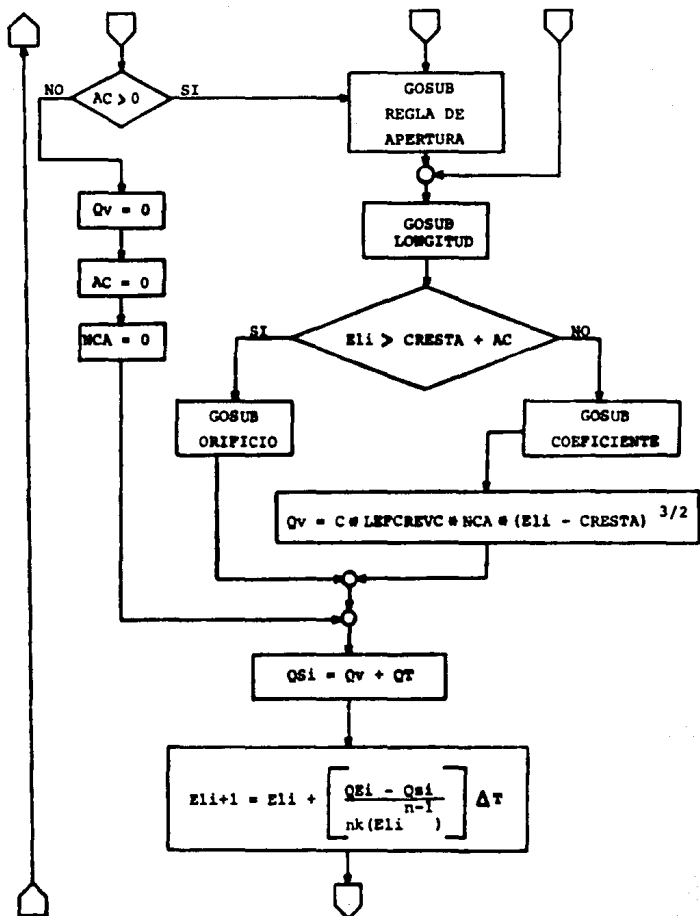 NO
AC > 0
SI
GOSUB
REGLA DE
APERTURA
Qv = 0
GOSUB
LONGITUD
AC = 0
NCA = 0
SI
Eli > CRESTA + AC
NO
GOSUB
ORIFICIO
GOSUB
COEFICIENTE
Qv = C * LEFCREVC * NCA * (Eli - CRESTA) 3/2
QSi = Qv + QT
Eli+1 = Eli + [ QEi - Qsi / nk(Eli n-1 ) ] Δ T